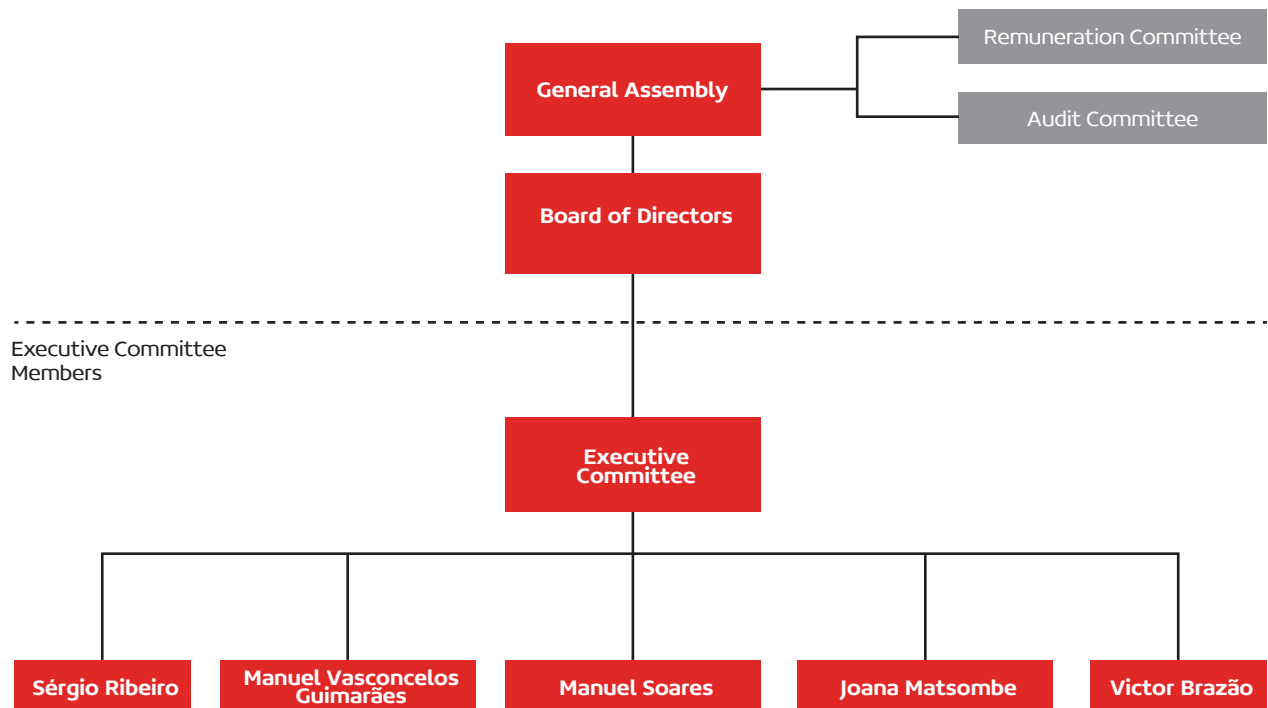 Remuneration Committee
General Assembly
Audit Committee
Board of Directors
Executive Committee
Members
Executive
Committee
Sérgio Ribeiro
Manuel Vasconcelos
Guimarães
Manuel Soares
Joana Matsombe
Victor Brazão